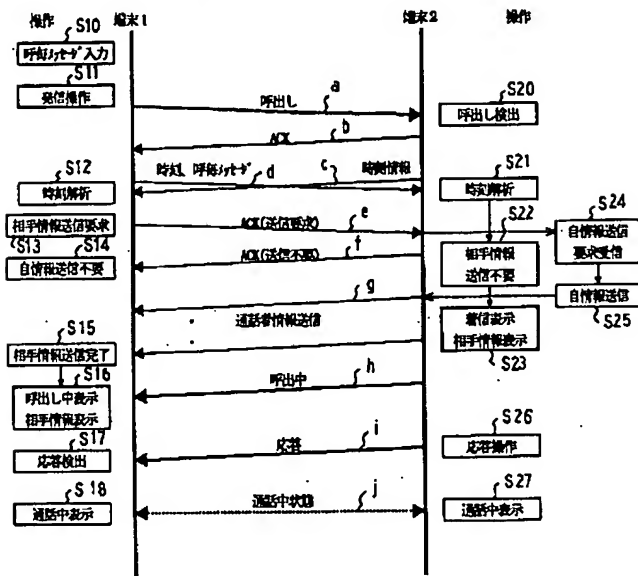 操作 端末1 端末2 操作
S10
呼毎メッセージ入力
S11
発信操作
a
呼出し
S20
呼出し検出
b
ACK
S12
時刻、呼毎メッセージ
d
c
時刻情報
S21
時刻解析
時刻解析
S24
相手情報送信要求
S13
ACK(送信要求)
e
S22
自情報送信
要求受信
S14
自情報送信不要
ACK(送信不要)
f
相手情報
送信不要
g
通話者情報送信
自情報送信
S25
着信表示
相手情報表示
S23
S15
相手情報送信完了
S16
呼出し中表示
相手情報表示
h
呼出中
S17
応答検出
i
応答
S26
応答操作
S18
通話中表示
j
通話中状態
S27
通話中表示